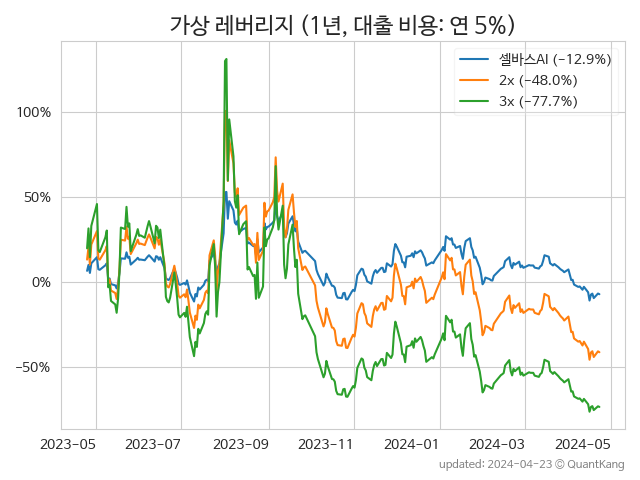 가상 레버리지 (1년, 대출 비용: 연 5%)
셀바스AI (−12.9%)
2x (−48.0%)
3x (−77.7%)
100%
50%
0%
−50%
2023−05 2023−07 2023−09 2023−11 2024−01 2024−03 2024−05
updated: 2024−04−23 ⓒ QuantKang